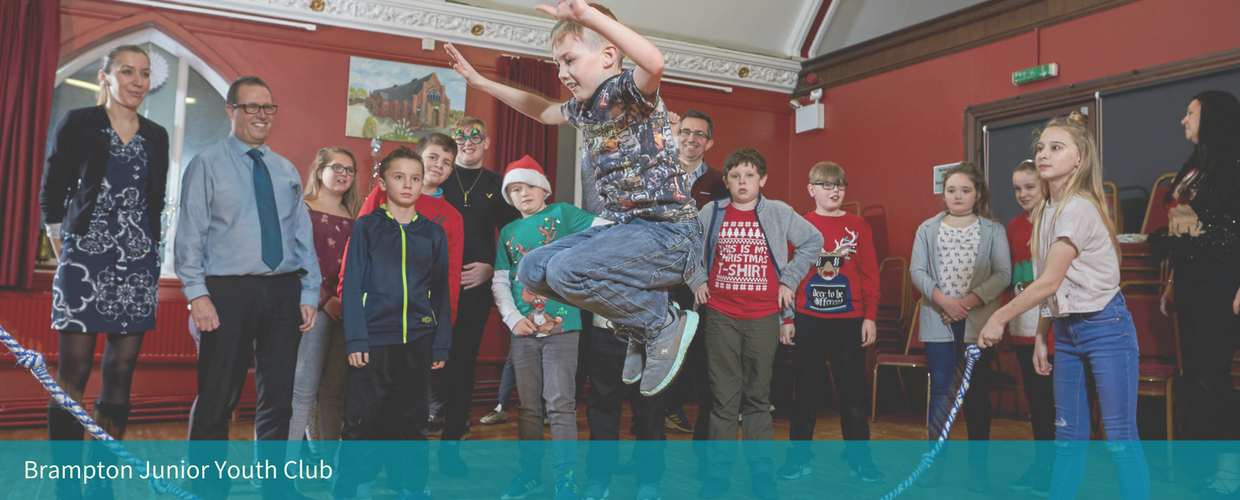 THIS IS MY
CHRISTMAS
T-SHIRT
deer to be
different
Brampton Junior Youth Club